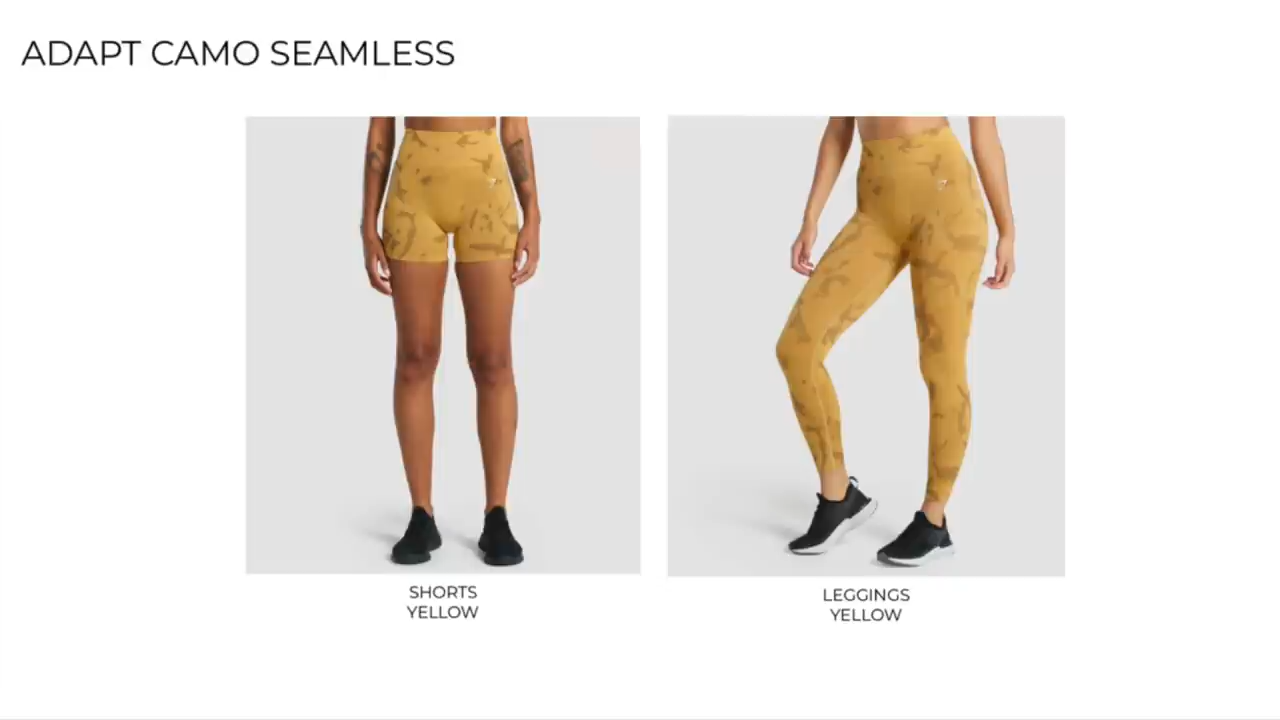 ADAPT CAMO SEAMLESS
SHORTS
YELLOW
LEGGINGS
YELLOW